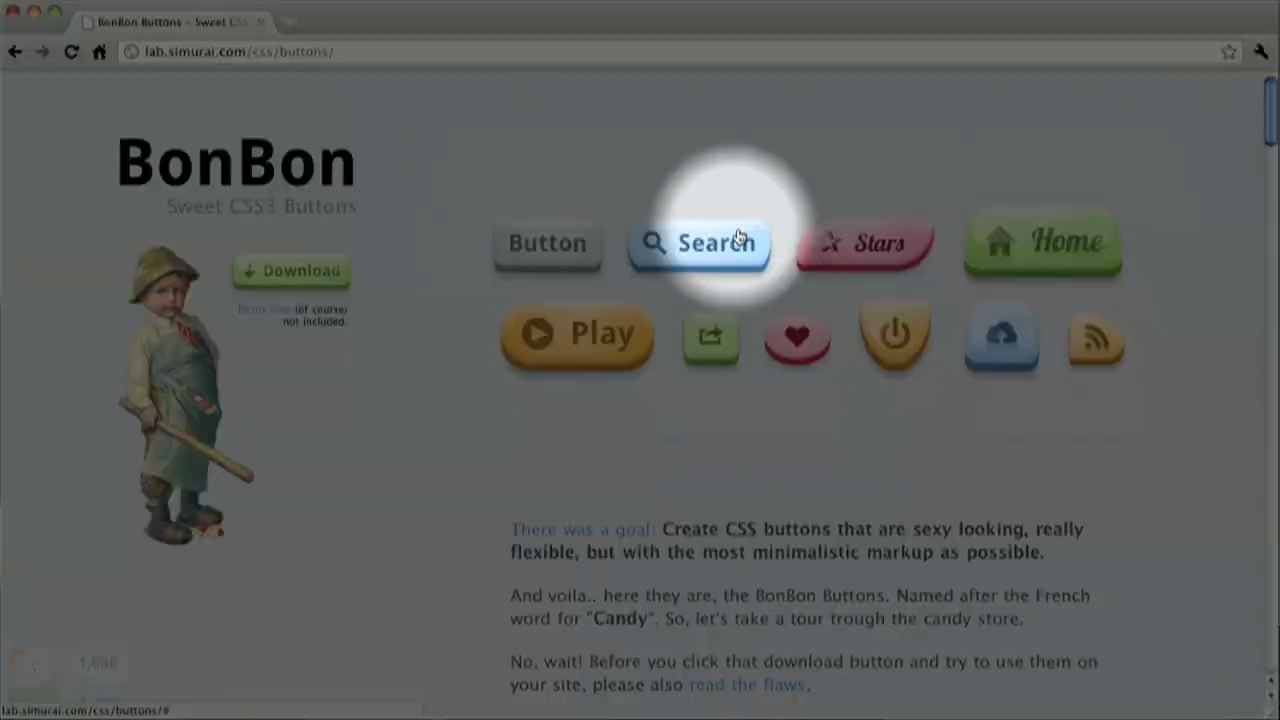 BonBon Buttons - Sweet CSS
lab.simurai.com/css/buttons/
BonBon
Sweet CSS3 Buttons
Download
(of course)
not included.
Button
Search
Stars
Home
Play
There was a goal! Create CSS buttons that are sexy looking, really
flexible, but with the most minimalistic markup as possible.
And voila.. here they are, the BonBon Buttons. Named after the French
word for "Candy". So, let's take a tour trough the candy store.
No, wait! Before you click that download button and try to use them on
your site, please also read the flaws.
lab.simurai.com/css/buttons/#